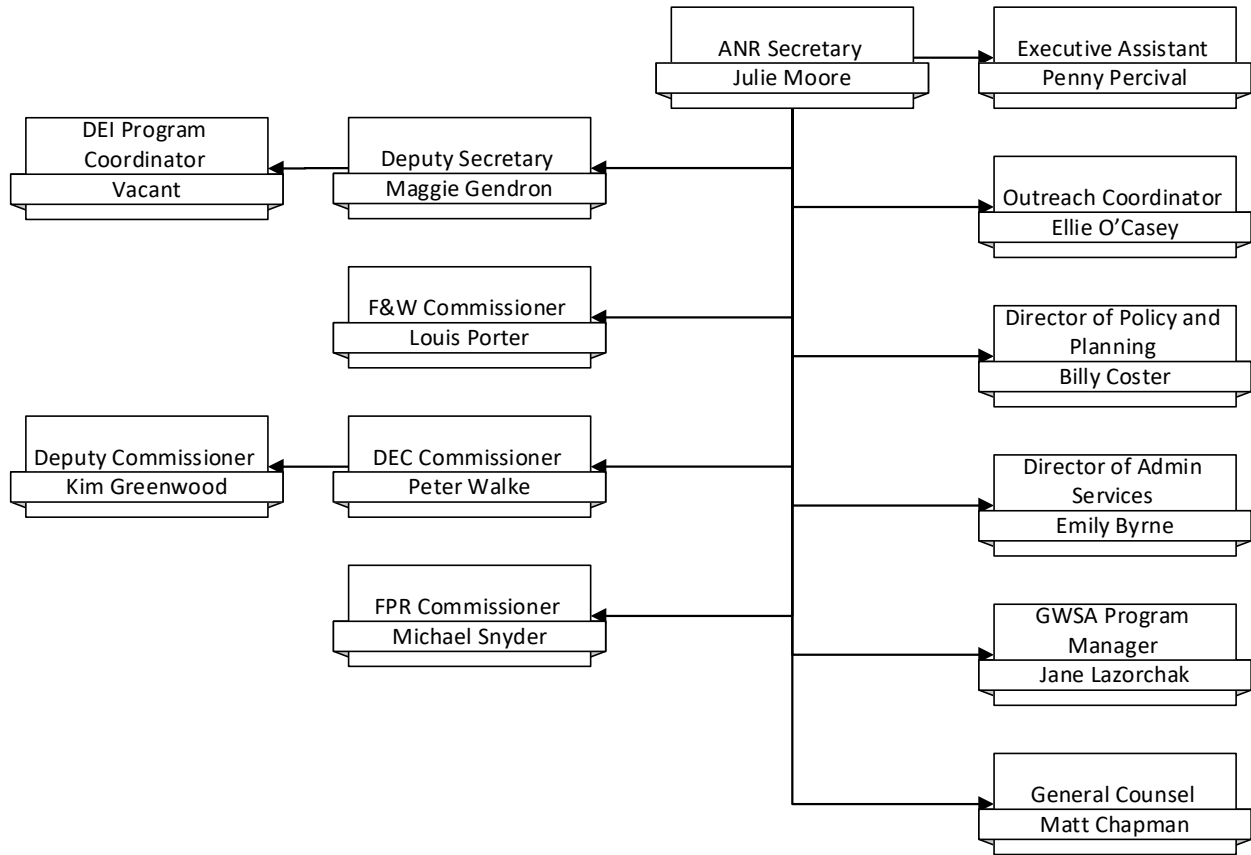 ANR Secretary
Julie Moore
Executive Assistant
Penny Percival
DEI Program
Coordinator
Vacant
Deputy Secretary
Maggie Gendron
Outreach Coordinator
Ellie O’Casey
F&W Commissioner
Louis Porter
Director of Policy and
Planning
Billy Coster
Deputy Commissioner
Kim Greenwood
DEC Commissioner
Peter Walke
Director of Admin
Services
Emily Byrne
FPR Commissioner
Michael Snyder
GWSA Program
Manager
Jane Lazorchak
General Counsel
Matt Chapman